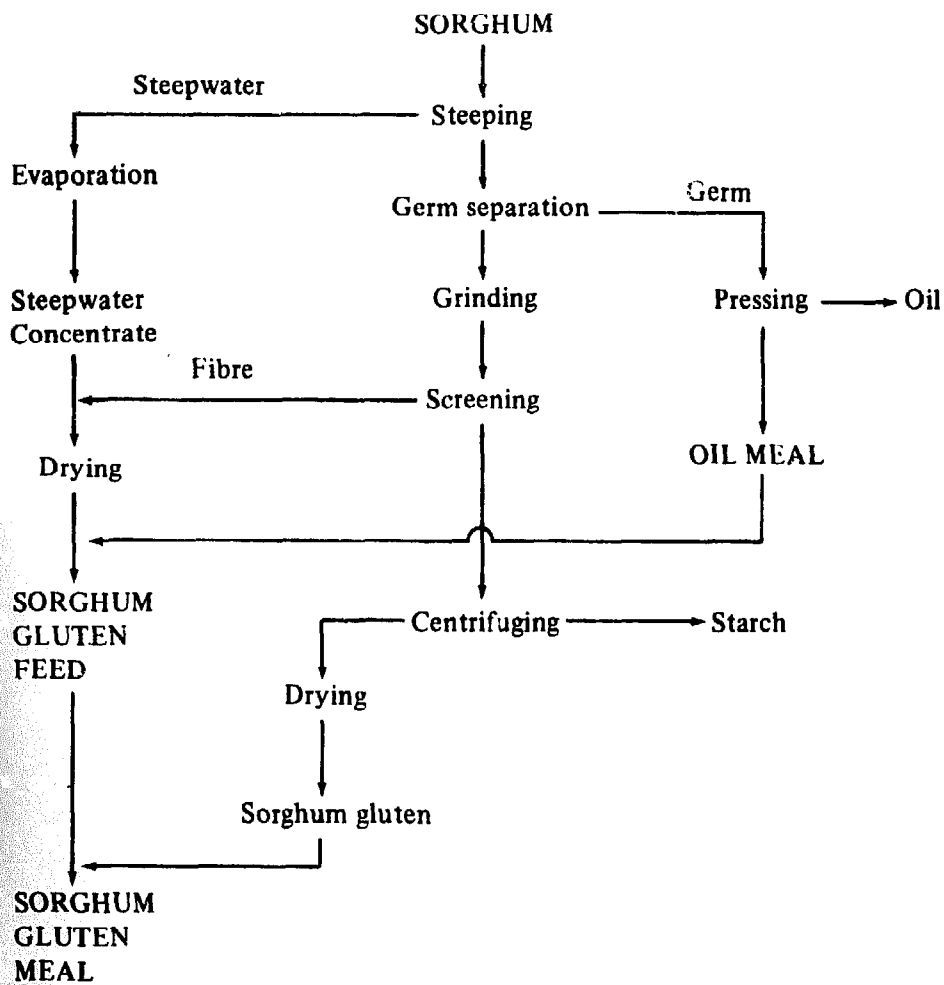 SORGHUM
Steepwater
Steeping
Evaporation
Germ
Germ separation
Steepwater
Concentrate
Grinding
Pressing
Oil
Fibre
Screening
Drying
OIL MEAL
SORGHUM
GLUTEN
FEED
Centrifuging
Starch
Drying
Sorghum gluten
SORGHUM
GLUTEN
MEAL